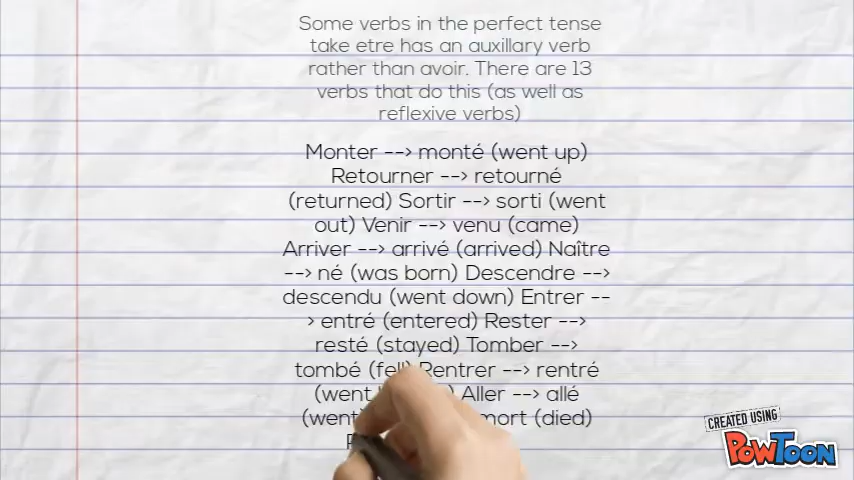 Some verbs in the perfect tense
take etre has an auxillary verb
rather than avoir. There are 13
verbs that do this (as well as
reflexive verbs)
Monter --> monté (went up)
Retourner --> retourné
(returned) Sortir --> sorti (went
out) Venir --> venu (came)
Arriver --> arrivé (arrived) Naître
--> né (was born) Descendre -->
descendu (went down) Entrer --
> entré (entered) Rester -->
resté (stayed) Tomber -->
tombé (fell) Rentrer --> rentré
(went Aller --> allé
(went) mort (died)
CREATED USING
POWTOON